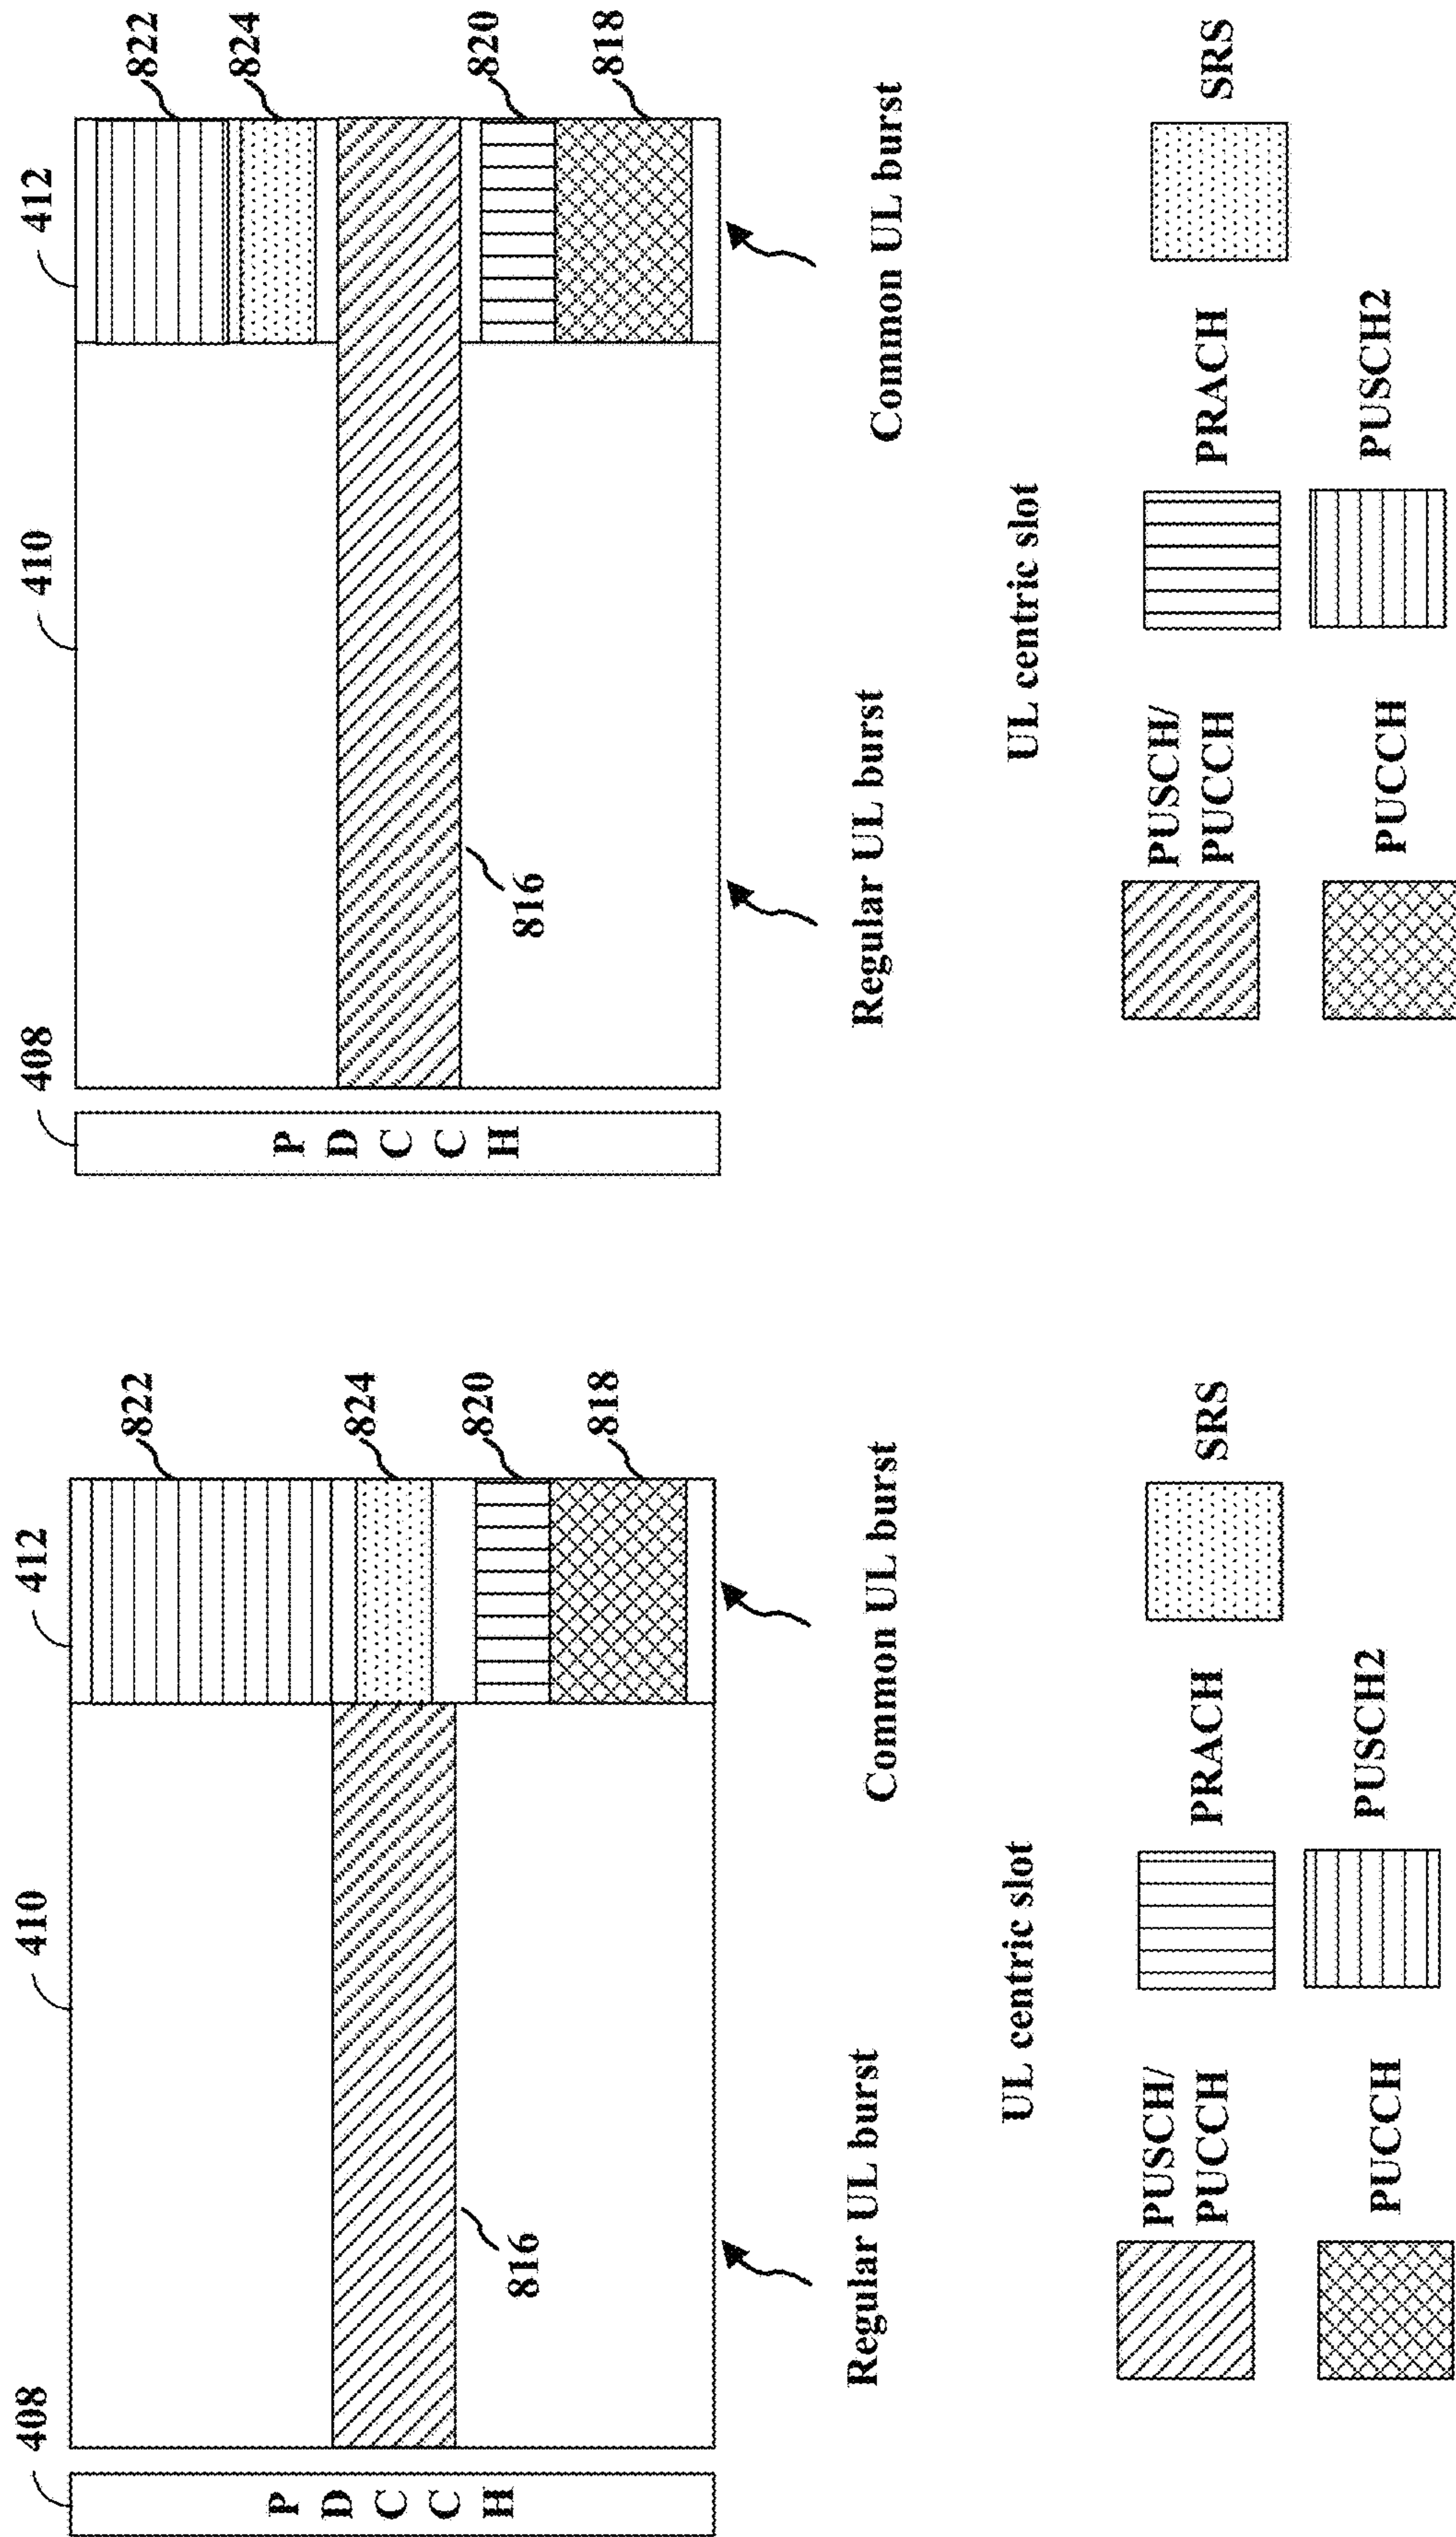 408
410
412
P
D
C
C
H
822
824
820
818
816
Regular UL burst
Common UL burst
UL centric slot
PUSCH/
PUCCH
PRACH
SRS
PUCCH
PUSCH2
408
410
412
P
D
C
C
H
822
824
820
818
816
Regular UL burst
Common UL burst
UL centric slot
PUSCH/
PUCCH
PRACH
SRS
PUCCH
PUSCH2